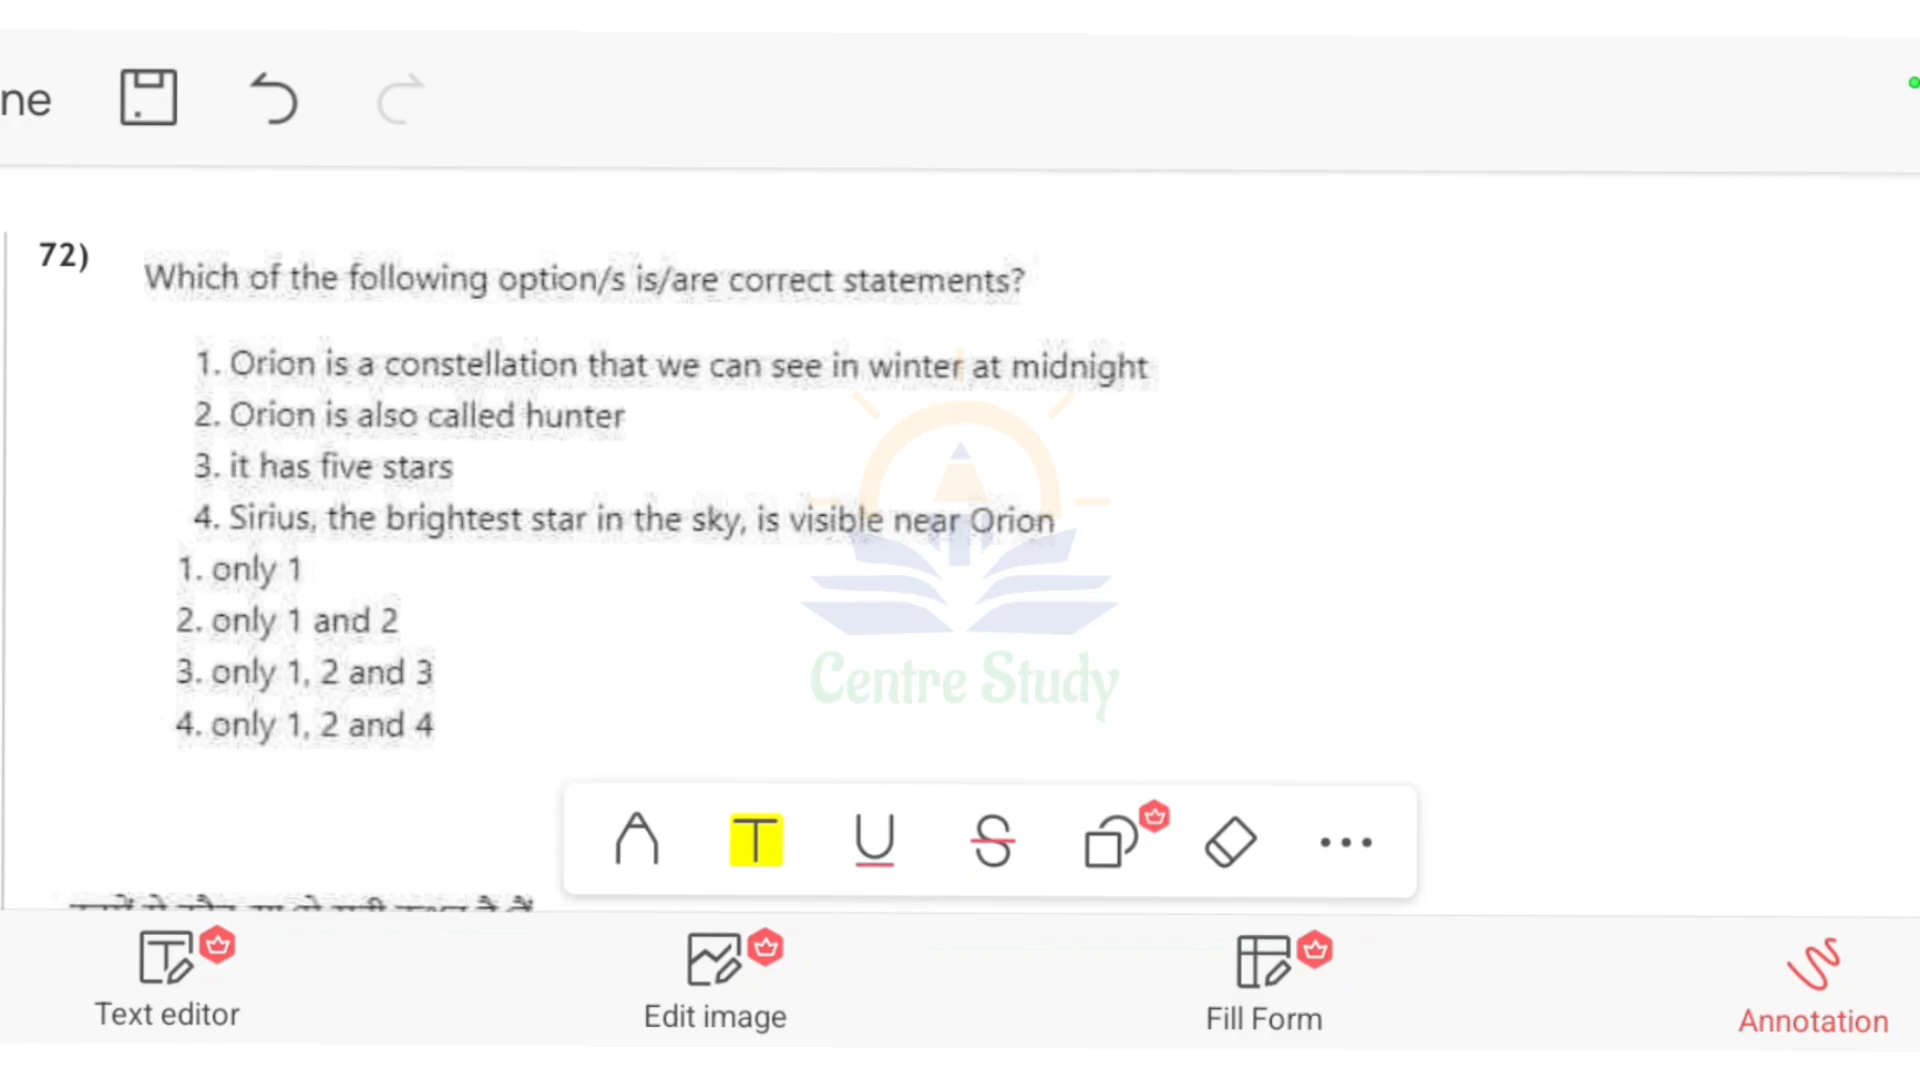 ne
72)
Which of the following option/s is/are correct statements?
1. Orion is a constellation that we can see in winter at midnight
2. Orion is also called hunter
3. it has five stars
4. Sirius, the brightest star in the sky, is visible near Orion
1. only 1
2. only 1 and 2
3. only 1, 2 and 3
4. only 1, 2 and 4
Centre Study
Text editor
Edit image
Fill Form
Annotation